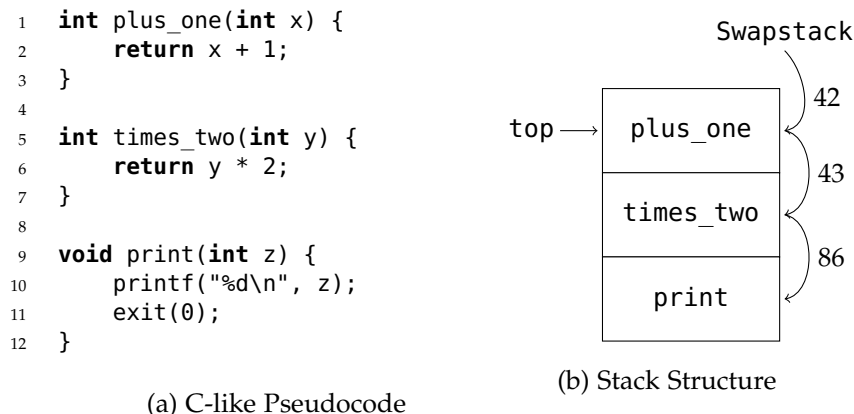 1 int plus_one(int x) {
2     return x + 1;
3 }
4
5 int times_two(int y) {
6     return y * 2;
7 }
8
9 void print(int z) {
10     printf("%d\n", z);
11     exit(0);
12 }
(a) C-like Pseudocode
Swapstack
42
top
plus_one
43
times_two
86
print
(b) Stack Structure